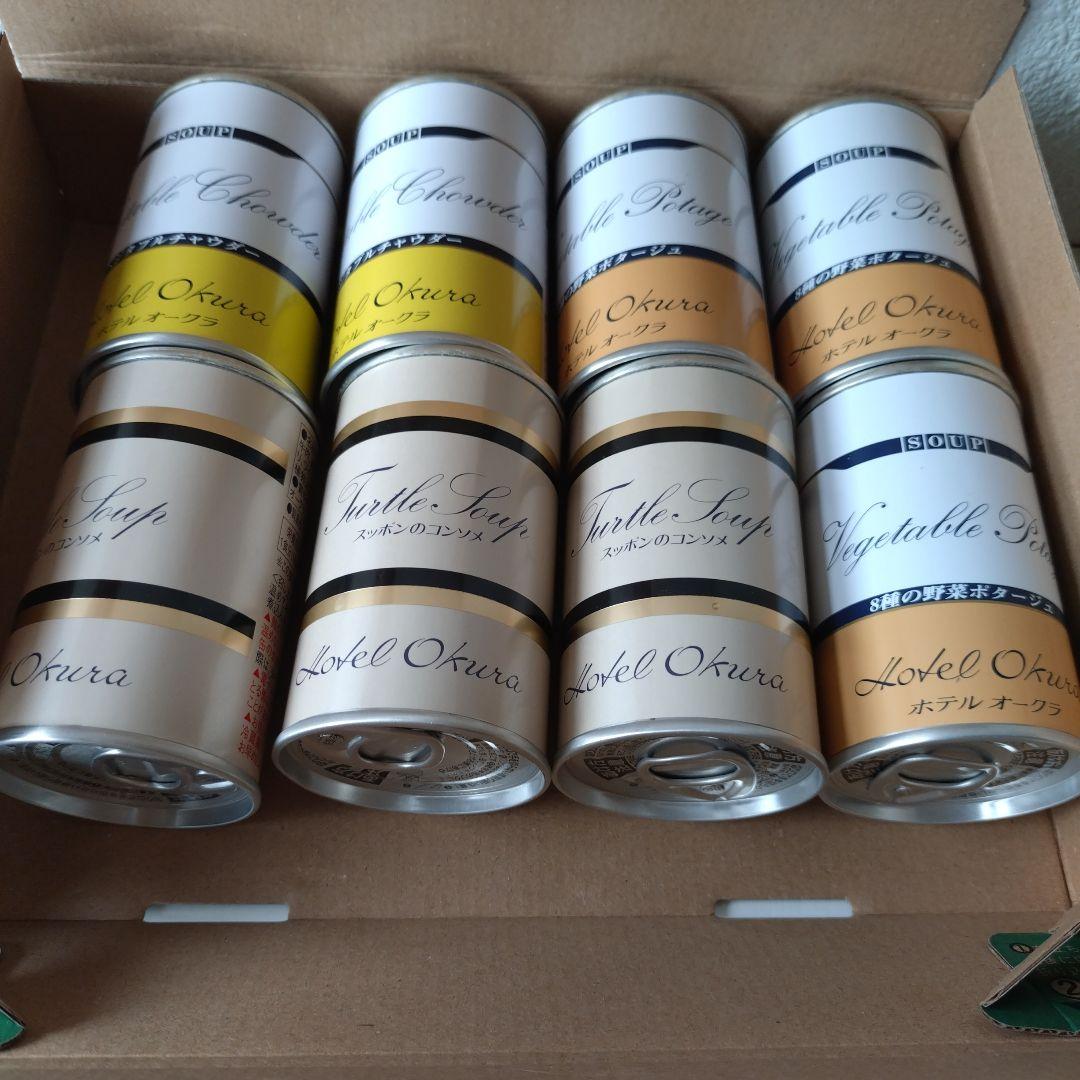 SOUP
Chowder
フルチャウダー
Hotel Okura
ホテル オークラ
SOUP
Chowder
フルチャウダー
Hotel Okura
ホテル オークラ
SOUP
Potage
の野菜ポタージュ
Hotel Okura
ホテル オークラ
SOUP
Vegetable Potage
8種の野菜ポタージュ
Hotel Okura
ホテル オークラ
Soup
ンのコンソメ
Okura
Turtle Soup
スッポンのコンソメ
Hotel Okura
Turtle Soup
スッポンのコンソメ
Hotel Okura
SOUP
Vegetable
8種の野菜ポタージュ
Hotel Okura
ホテル オークラ